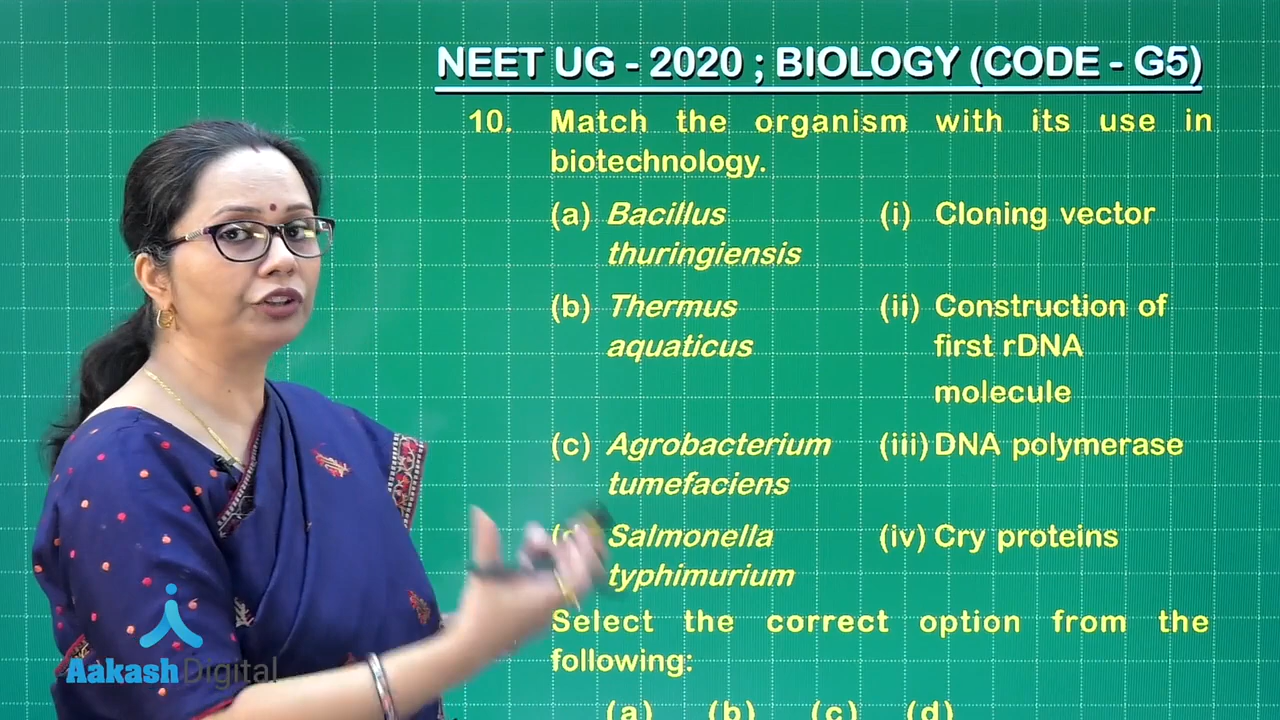 NEET UG - 2020 ; BIOLOGY (CODE - G5)
10. Match the organism with its use in
biotechnology.
(a) Bacillus (i) Cloning vector
thuringiensis
(b) Thermus (ii) Construction of
aquaticus first rDNA
molecule
(c) Agrobacterium (iii) DNA polymerase
tumefaciens
Salmonella (iv) Cry proteins
typhimurium
Select the correct option from the
following:
(a) (b) (c) (d)
Aakash Digital